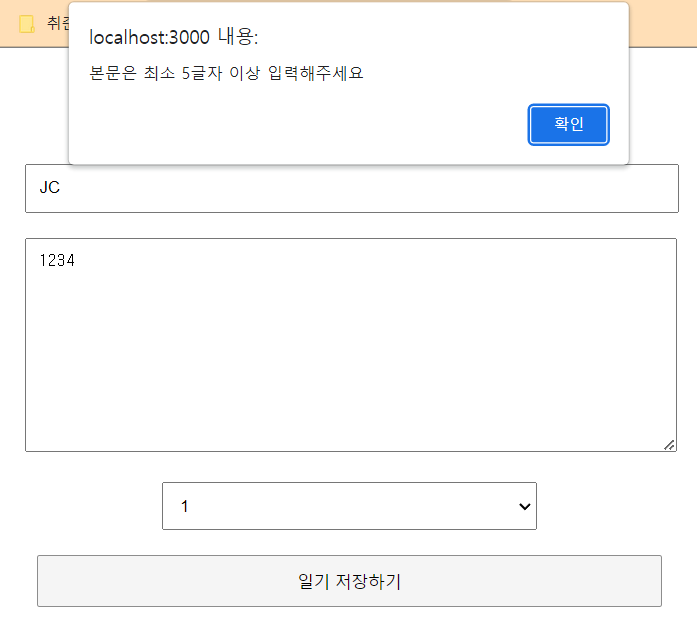 취준
localhost:3000 내용:
본문은 최소 5글자 이상 입력해주세요
확인
JC
1234
1
일기 저장하기